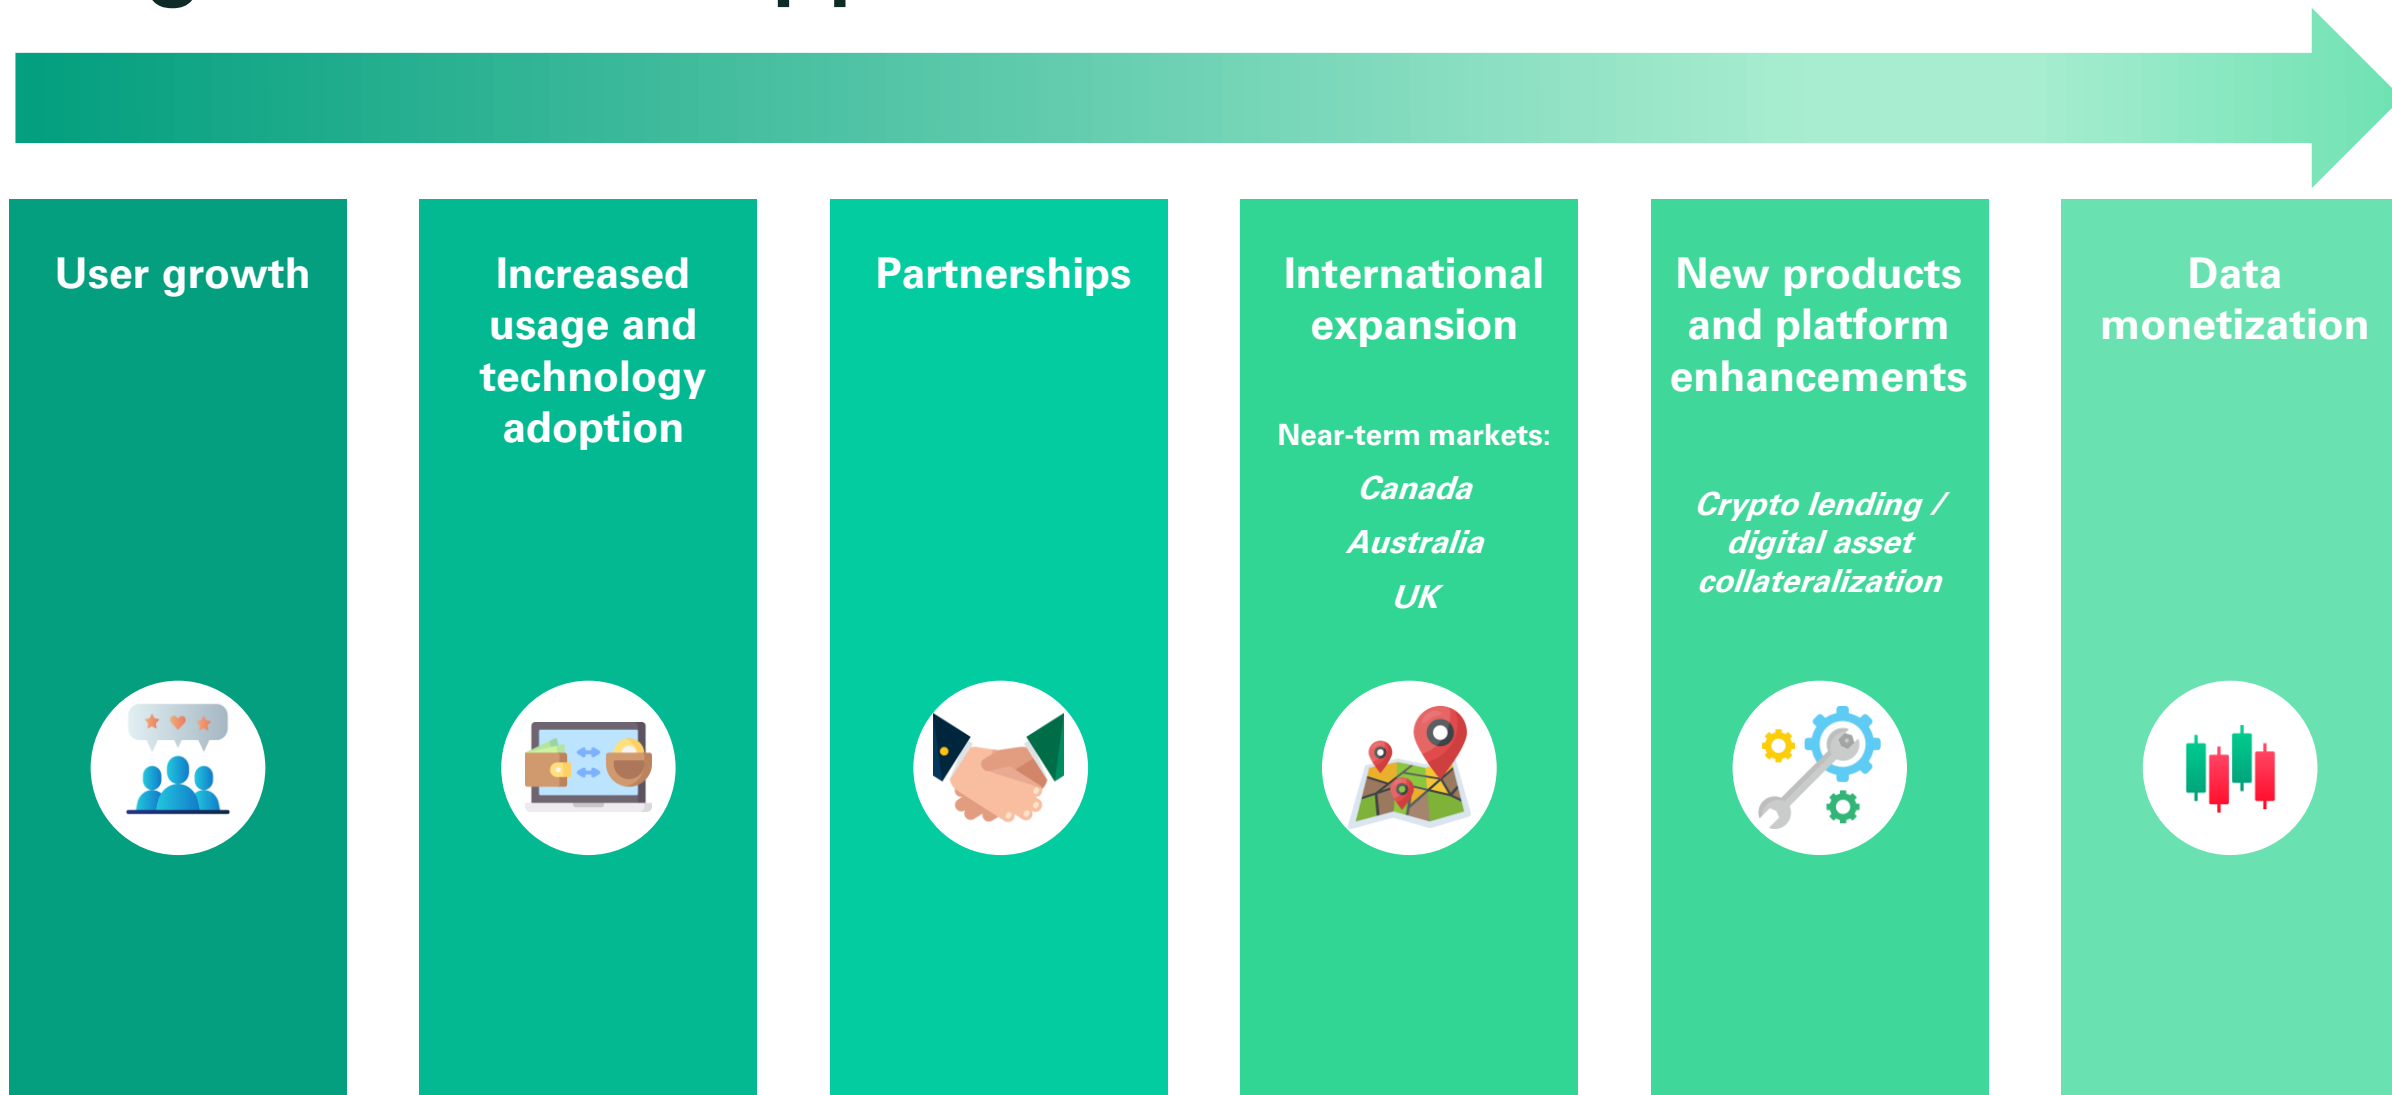 User growth
Increased
usage and
technology
adoption
Partnerships
International
expansion
Near-term markets:
Canada
Australia
UK
New products
and platform
enhancements
Crypto lending /
digital asset
collateralization
Data
monetization